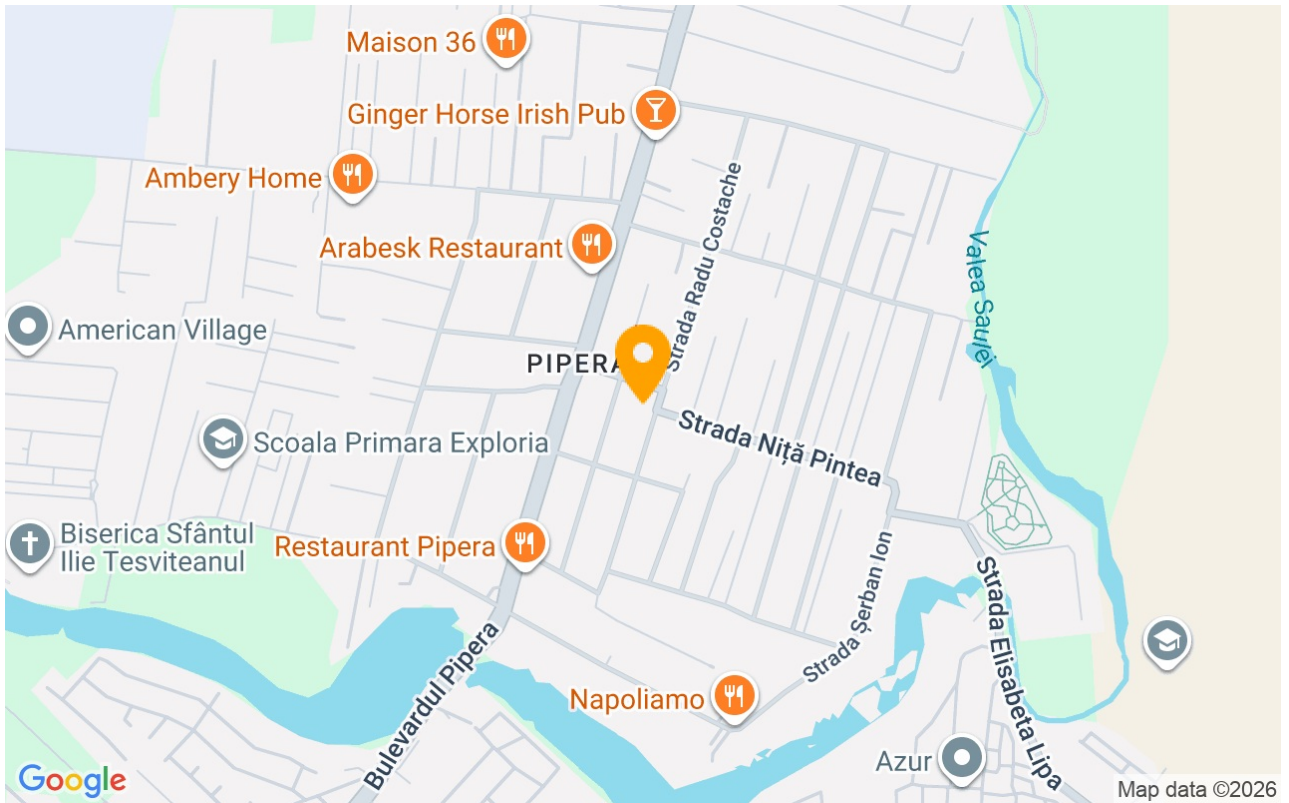 Maison 36
Ginger Horse Irish Pub
Ambery Home
Strada Radu Costache
Arabesk Restaurant
Valea Saulei
American Village
PIPERA
Strada Niță Pintea
Scoala Primara Exploria
Biserica Sfântul
Ilie Tesviteanul
Restaurant Pipera
Strada Șerban Ion
Strada Elisabeta Lipa
Bulevardul Pipera
Napoliamo
Azur
Google
Map data ©2026